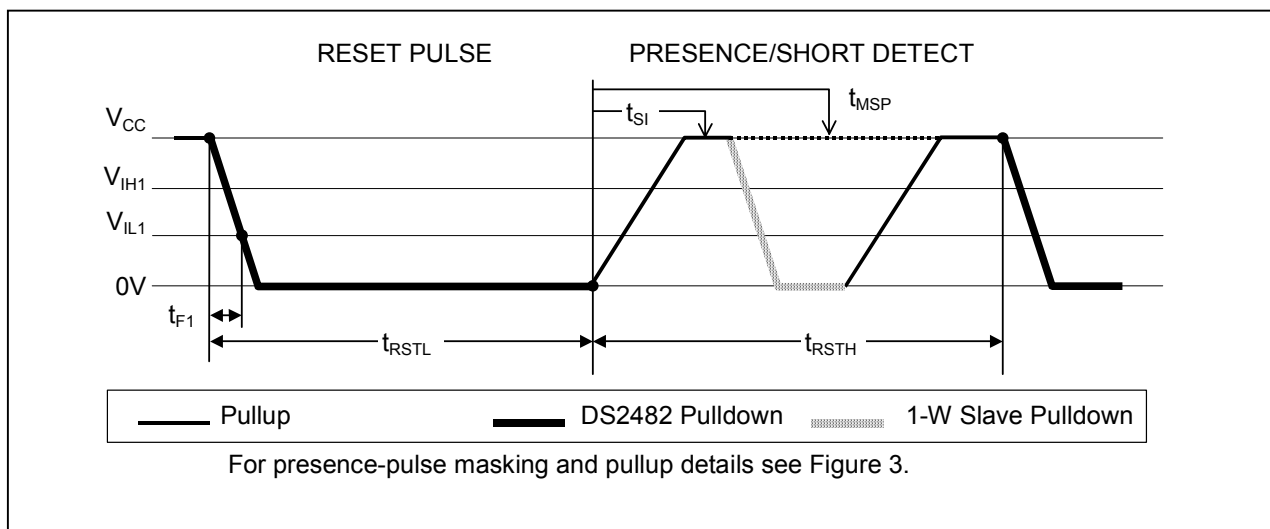 RESET PULSE PRESENCE/SHORT DETECT
tMSP
tSI
VCC
VIH1
VIL1
0V
tF1
tRSTL tRSTH
Pullup DS2482 Pulldown 1-W Slave Pulldown
For presence-pulse masking and pullup details see Figure 3.